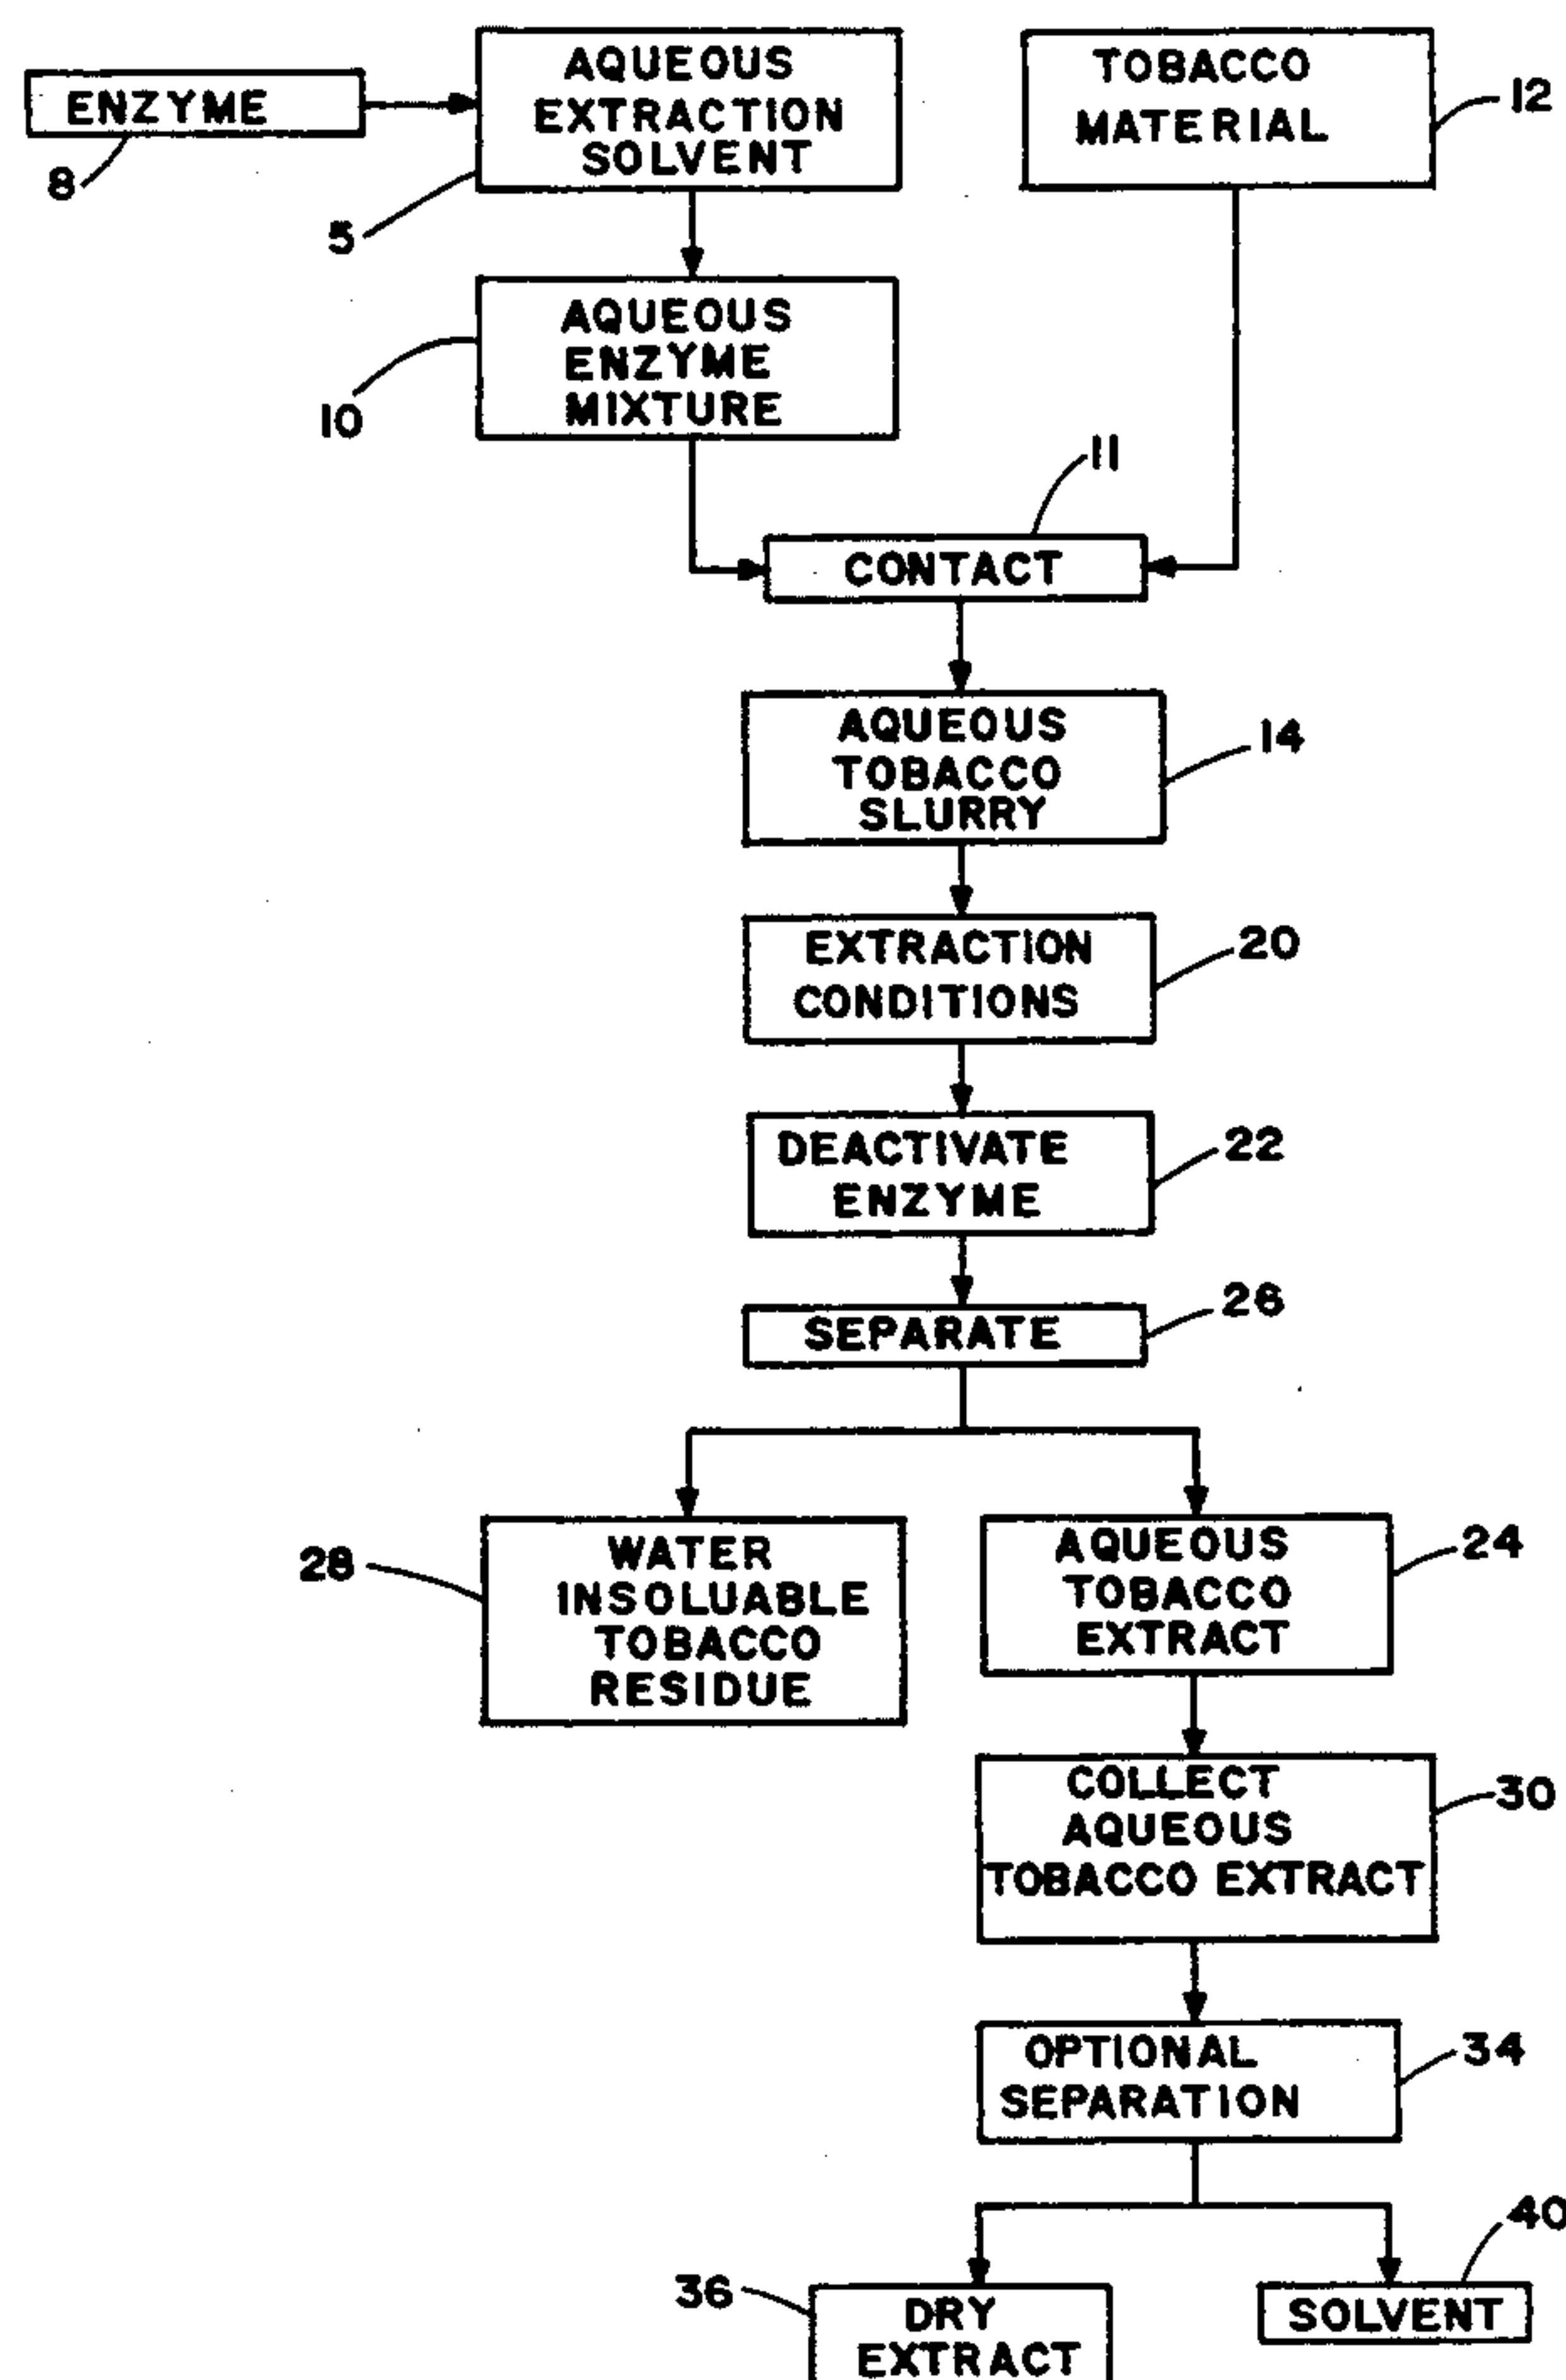 ENZYME
8
AQUEOUS
EXTRACTION
SOLVENT
5
TOBACCO
MATERIAL
12
AQUEOUS
ENZYME
MIXTURE
10
11
CONTACT
AQUEOUS
TOBACCO
SLURRY
14
EXTRACTION
CONDITIONS
20
DEACTIVATE
ENZYME
22
SEPARATE
26
WATER
INSOLUABLE
TOBACCO
RESIDUE
28
AQUEOUS
TOBACCO
EXTRACT
24
COLLECT
AQUEOUS
TOBACCO EXTRACT
30
OPTIONAL
SEPARATION
34
36
DRY
EXTRACT
40
SOLVENT